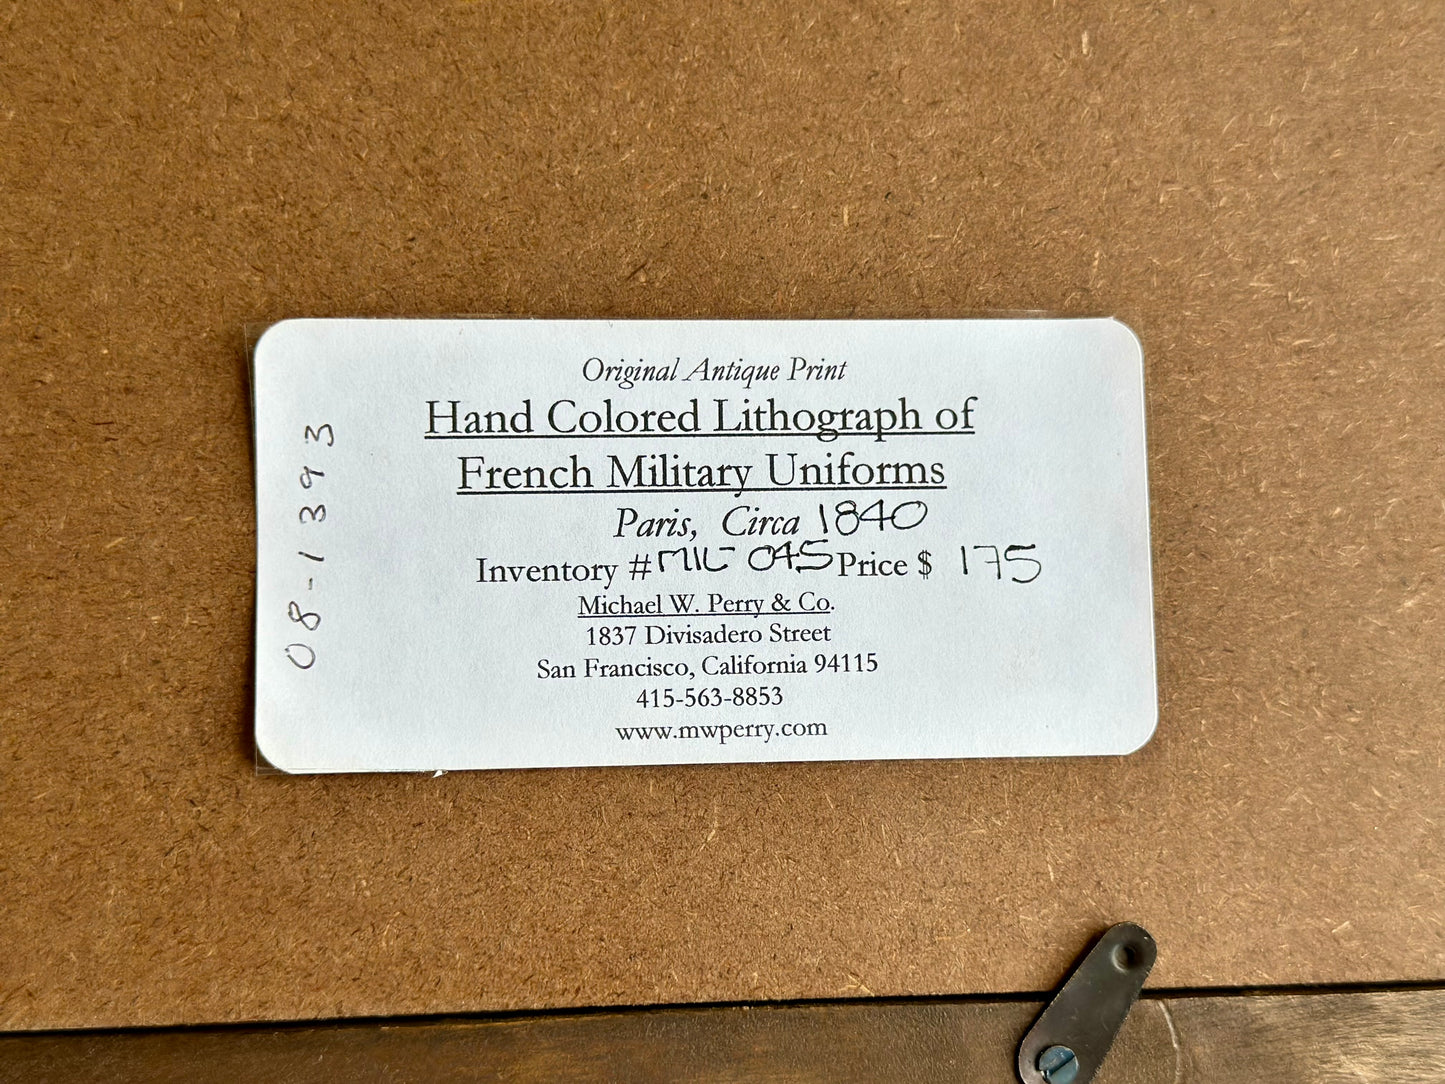 Original Antique Print
Hand Colored Lithograph of
French Military Uniforms
Paris, Circa 1840
Inventory # MIL 045 Price $ 175
Michael W. Perry & Co.
1837 Divisadero Street
San Francisco, California 94115
415-563-8853
www.mwperry.com
08-1393